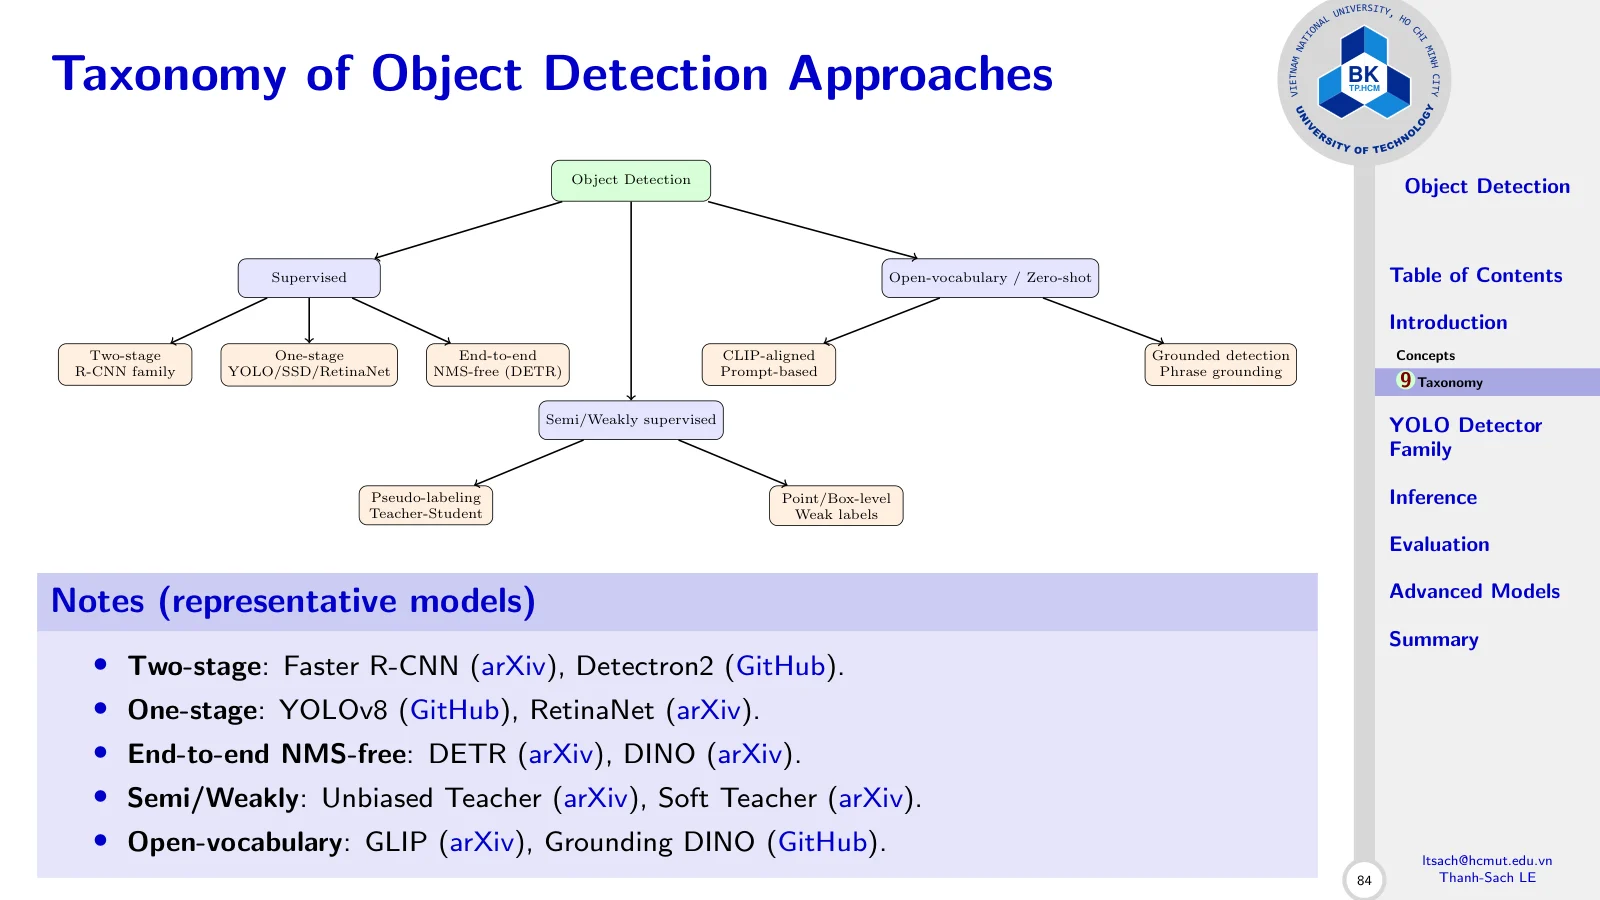 Taxonomy of Object Detection Approaches
Object Detection
Supervised
Open-vocabulary / Zero-shot
Two-stage
R-CNN family
One-stage
YOLO/SSD/RetinaNet
End-to-end
NMS-free (DETR)
CLIP-aligned
Prompt-based
Grounded detection
Phrase grounding
Semi/Weakly supervised
Pseudo-labeling
Teacher-Student
Point/Box-level
Weak labels
Notes (representative models)
• Two-stage: Faster R-CNN (arXiv), Detectron2 (GitHub).
• One-stage: YOLOv8 (GitHub), RetinaNet (arXiv).
• End-to-end NMS-free: DETR (arXiv), DINO (arXiv).
• Semi/Weakly: Unbiased Teacher (arXiv), Soft Teacher (arXiv).
• Open-vocabulary: GLIP (arXiv), Grounding DINO (GitHub).
VIETNAM NATIONAL UNIVERSITY, HO CHI MINH CITY
BK
TP.HCM
UNIVERSITY OF TECHNOLOGY
Object Detection
Table of Contents
Introduction
Concepts
9 Taxonomy
YOLO Detector
Family
Inference
Evaluation
Advanced Models
Summary
84
ltsach@hcmut.edu.vn
Thanh-Sach LE